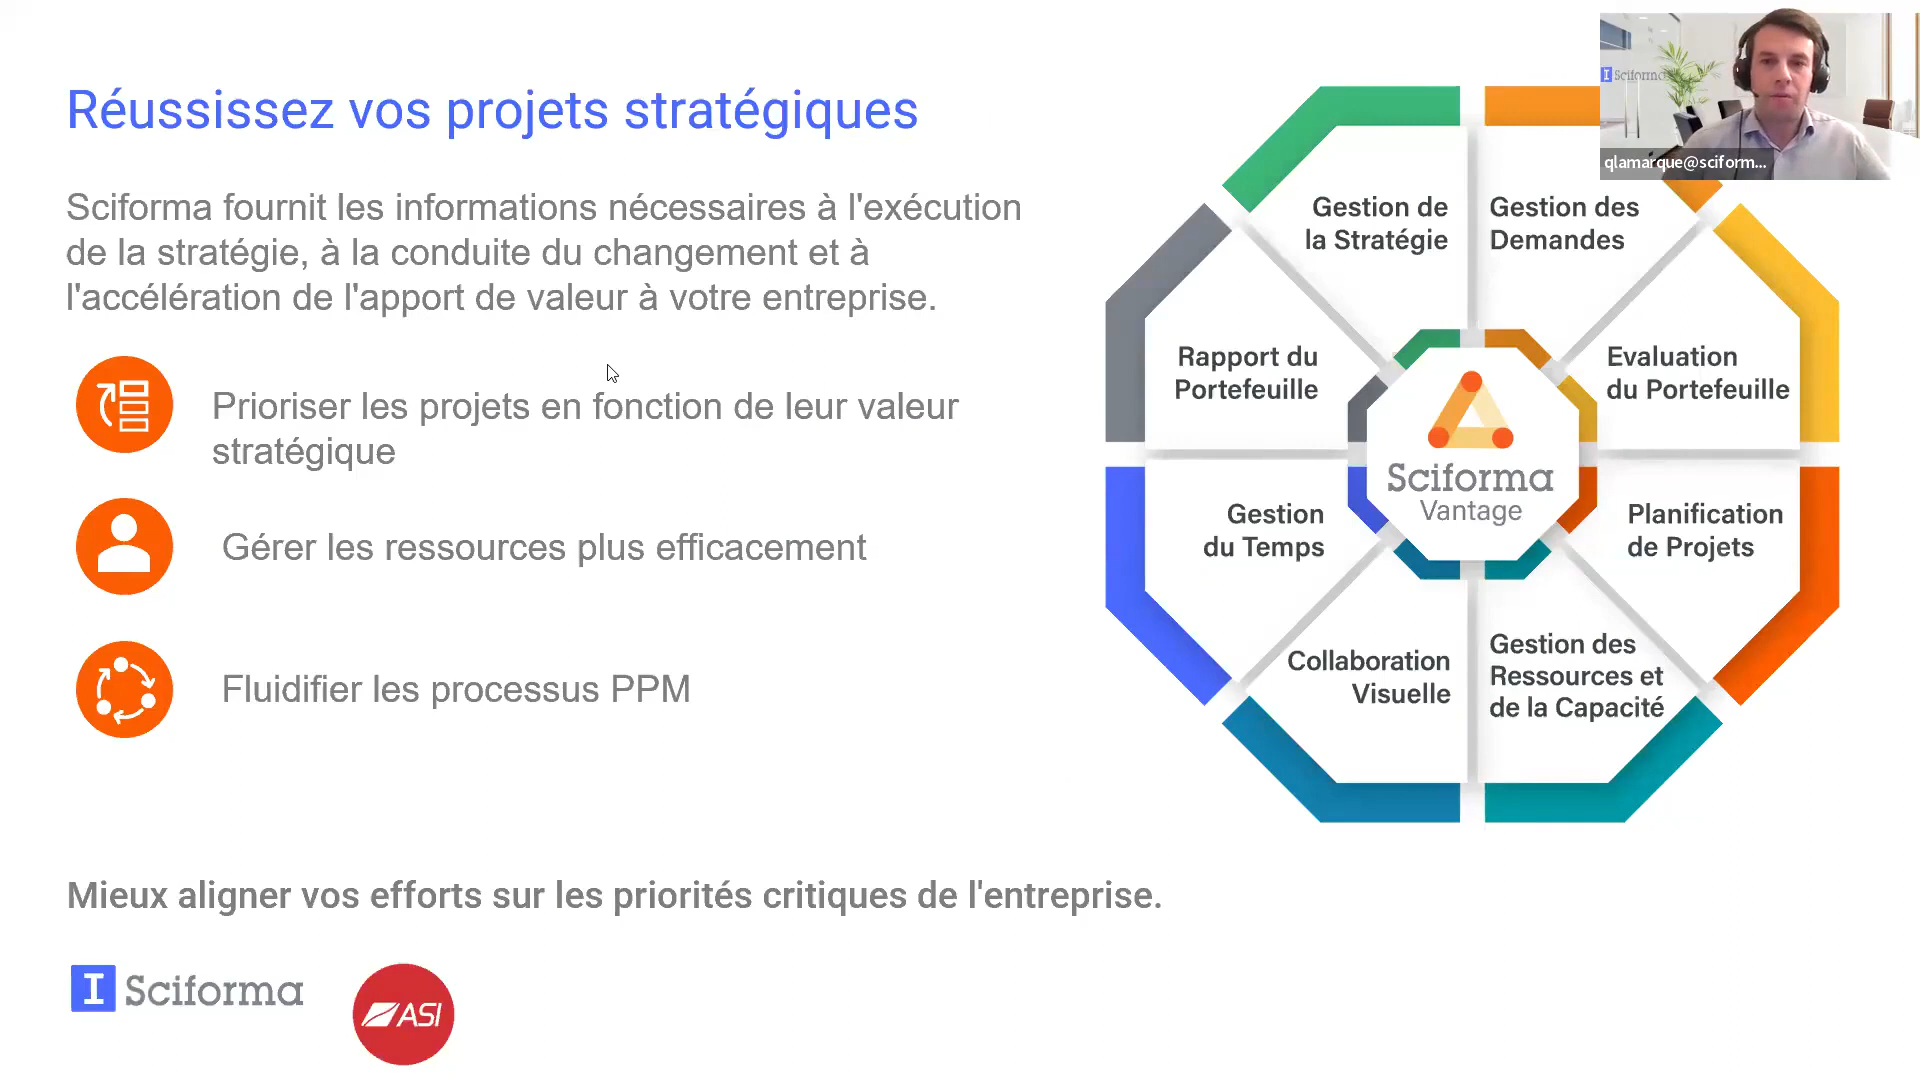 Réussissez vos projets stratégiques
Sciforma fournit les informations nécessaires à l'exécution
de la stratégie, à la conduite du changement et à
l'accélération de l'apport de valeur à votre entreprise.
Prioriser les projets en fonction de leur valeur
stratégique
Gérer les ressources plus efficacement
Fluidifier les processus PPM
Mieux aligner vos efforts sur les priorités critiques de l'entreprise.
Sciforma
ASI
Gestion de
la Stratégie
Gestion des
Demandes
Rapport du
Portefeuille
Evaluation
du Portefeuille
Sciforma
Vantage
Gestion
du Temps
Planification
de Projets
Collaboration
Visuelle
Gestion des
Ressources et
de la Capacité
Sciforma
qlamarque@sciform...